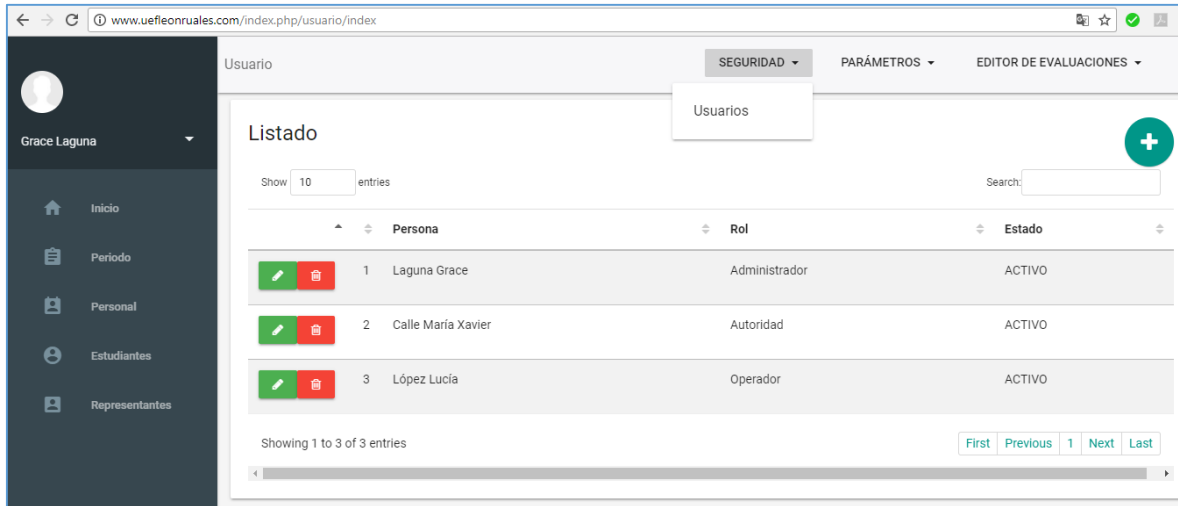 www.uefleonruales.com/index.php/usuario/index
Usuario
SEGURIDAD
PARÁMETROS
EDITOR DE EVALUACIONES
Usuarios
Grace Laguna
Inicio
Periodo
Personal
Estudiantes
Representantes
Listado
Show 10 entries
Search:
Persona Rol Estado
1 Laguna Grace Administrador ACTIVO
2 Calle María Xavier Autoridad ACTIVO
3 López Lucía Operador ACTIVO
Showing 1 to 3 of 3 entries
First Previous 1 Next Last